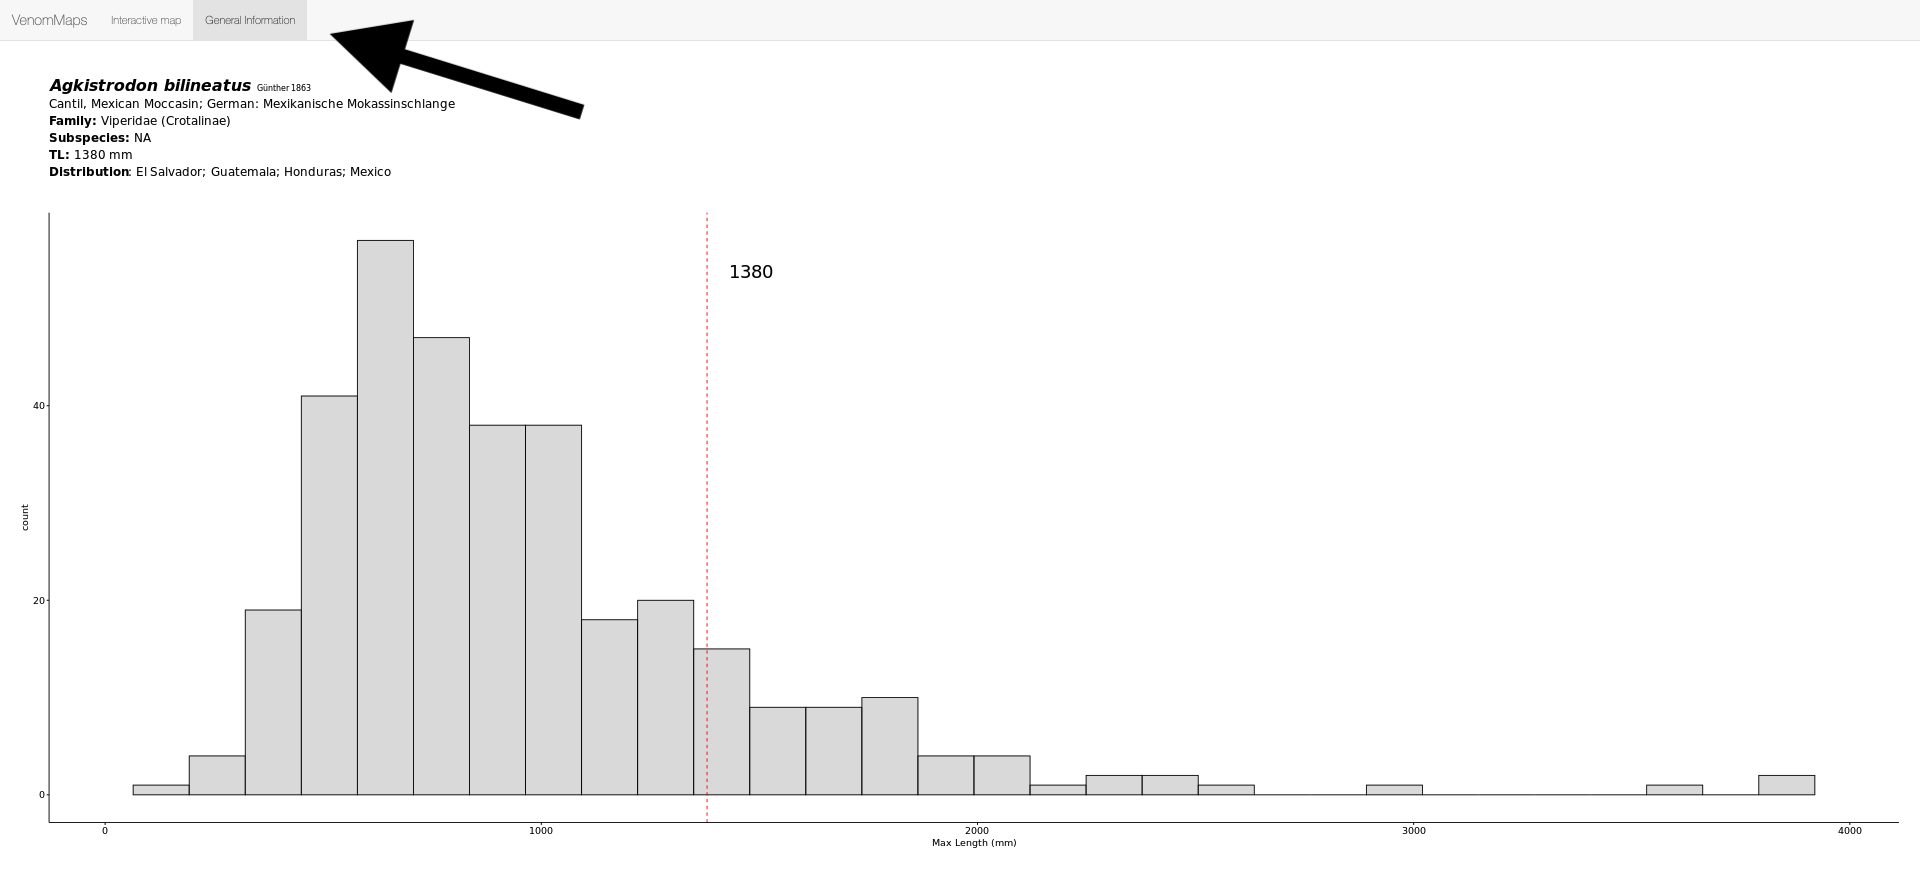 VenomMaps Interactive map General Information
Agkistrodon bilineatus Günther 1863
Cantil, Mexican Moccasin; German: Mexikanische Mokassinschlange
Family: Viperidae (Crotalinae)
Subspecies: NA
TL: 1380 mm
Distribution: El Salvador; Guatemala; Honduras; Mexico
1380
40
count
20
0
0 1000 2000 3000 4000
Max Length (mm)